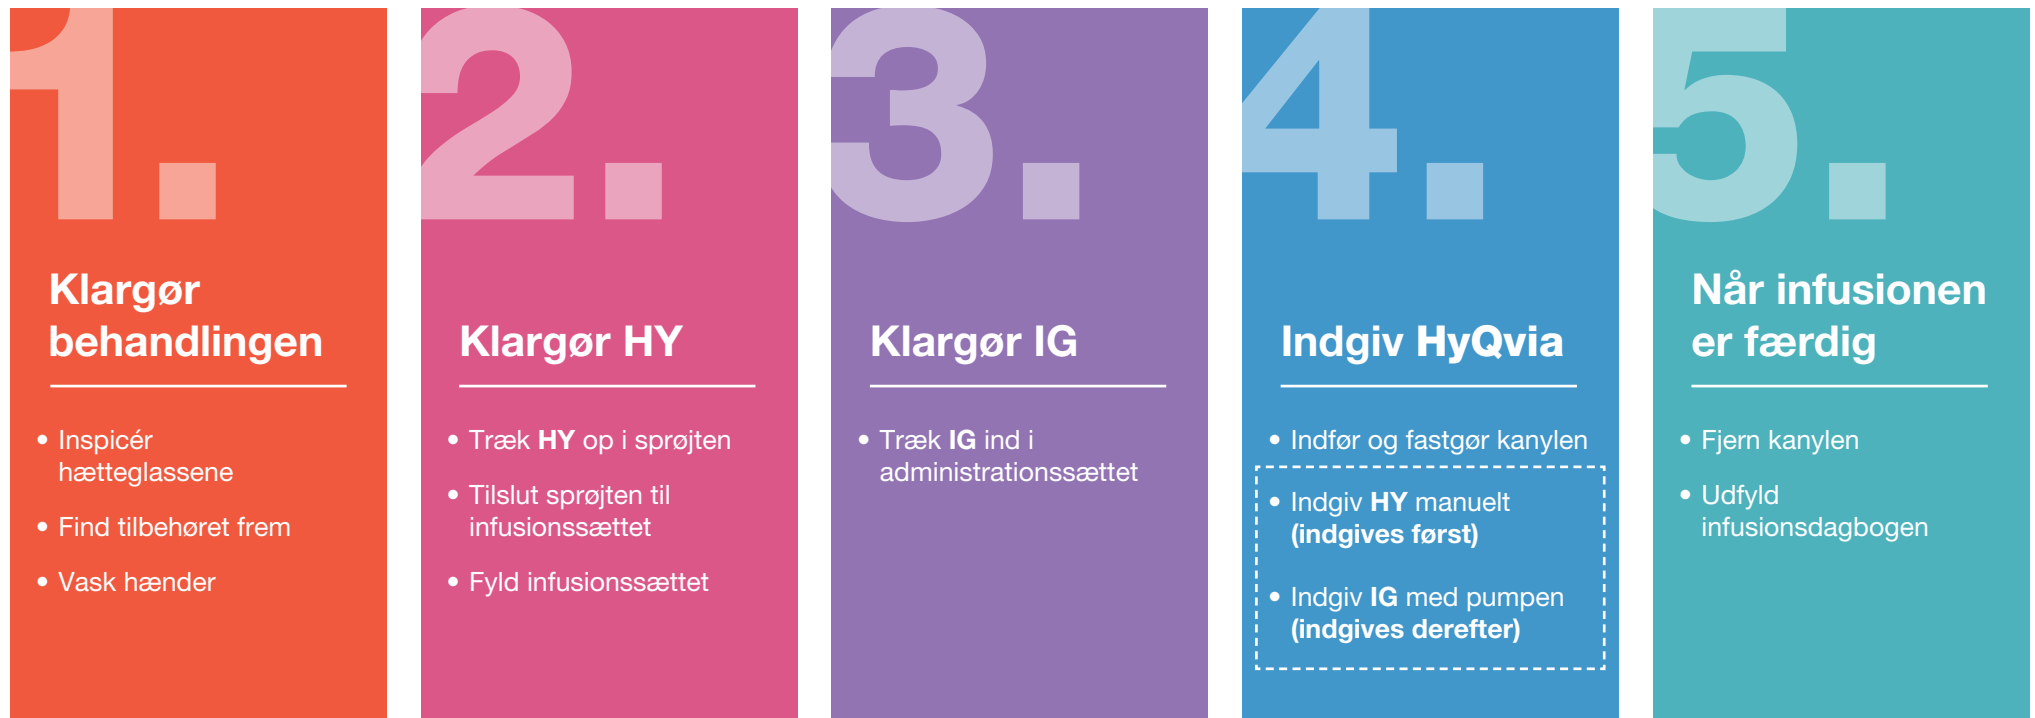 1.
Klargør
behandlingen
• Inspicér
hætteglassene
• Find tilbehøret frem
• Vask hænder
2.
Klargør HY
• Træk HY op i sprøjten
• Tilslut sprøjten til
infusionssættet
• Fyld infusionssættet
3.
Klargør IG
• Træk IG ind i
administrationssættet
4.
Indgiv HyQvia
• Indfør og fastgør kanylen
• Indgiv HY manuelt
(indgives først)
• Indgiv IG med pumpen
(indgives derefter)
5.
Når infusionen
er færdig
• Fjern kanylen
• Udfyld
infusionsdagbogen